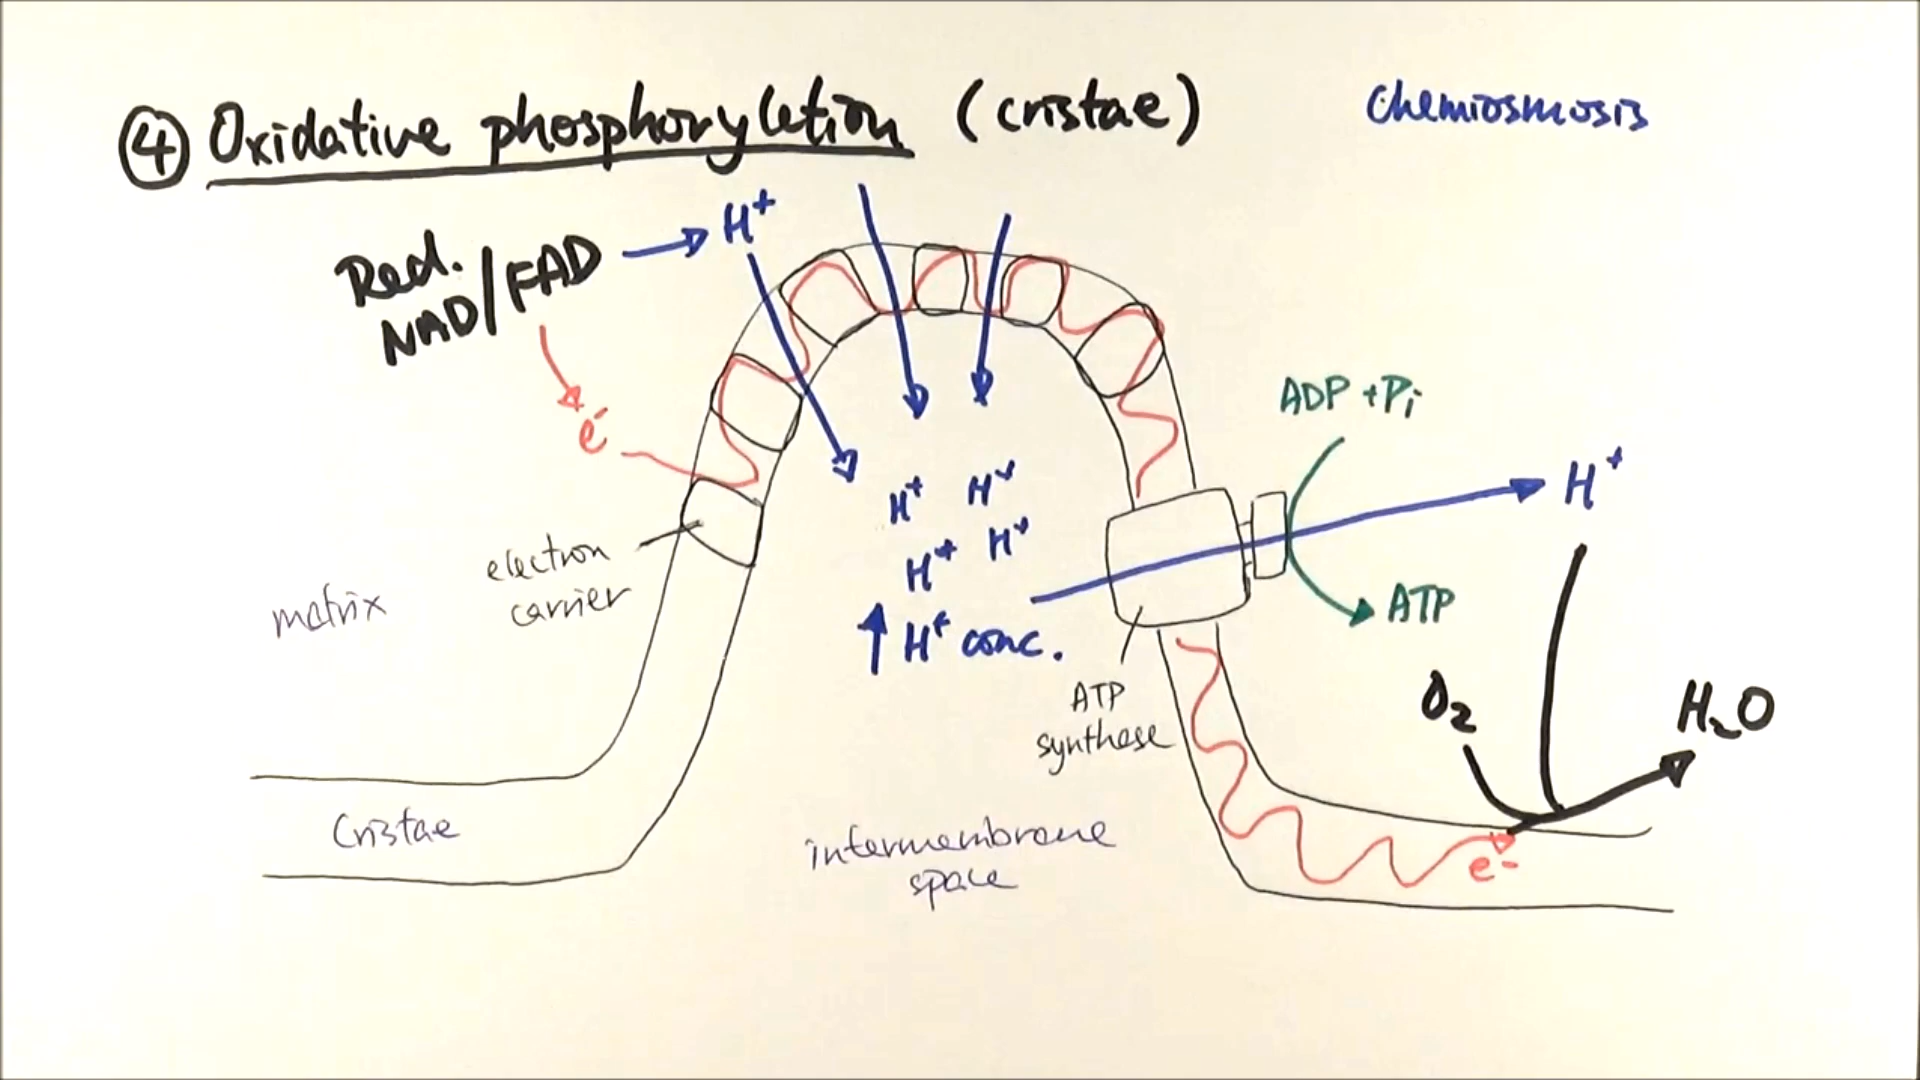 ④ Oxidative phosphorylation (cristae)
Chemiosmosis
Red.
NAD/FAD
H⁺
e⁻
electron
carrier
matrix
Cristae
H⁺ H⁺
H⁺ H⁺
↑ H⁺ conc.
intermembrane
space
ATP
synthase
ADP + Pi
ATP
H⁺
O₂
H₂O
e⁻